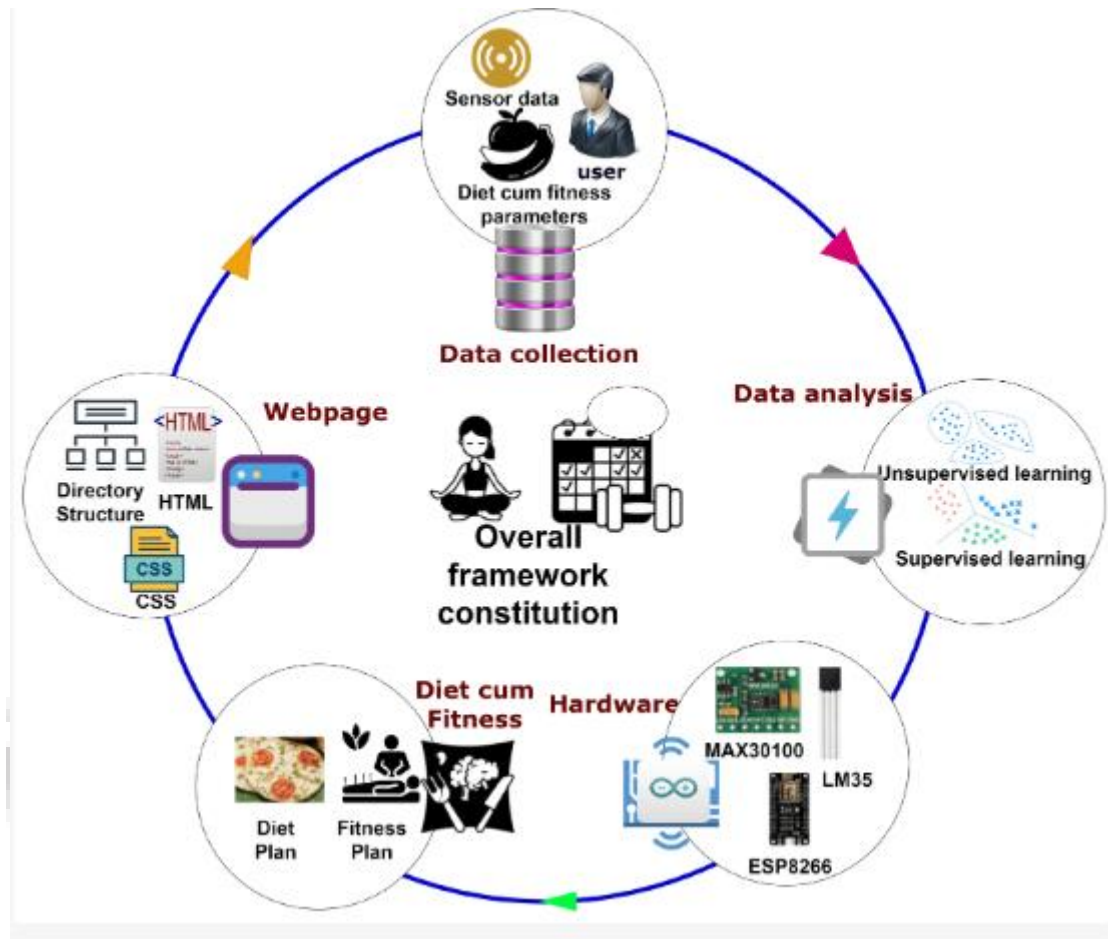 Sensor data
user
Diet cum fitness
parameters
Data collection
Webpage
<HTML>
Directory
Structure
HTML
CSS
CSS
Data analysis
Unsupervised learning
Supervised learning
Overall
framework
constitution
Diet cum
Fitness
Diet
Plan
Fitness
Plan
Hardware
MAX30100
LM35
ESP8266